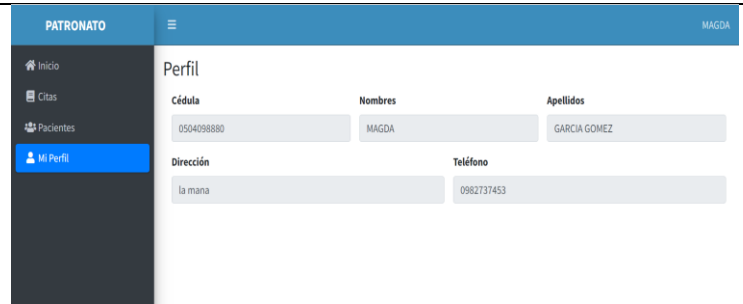 PATRONATO
MAGDA
Inicio
Citas
Pacientes
Mi Perfil
Perfil
Cédula Nombres Apellidos
0504098880 MAGDA GARCIA GOMEZ
Dirección Teléfono
la mana 0982737453